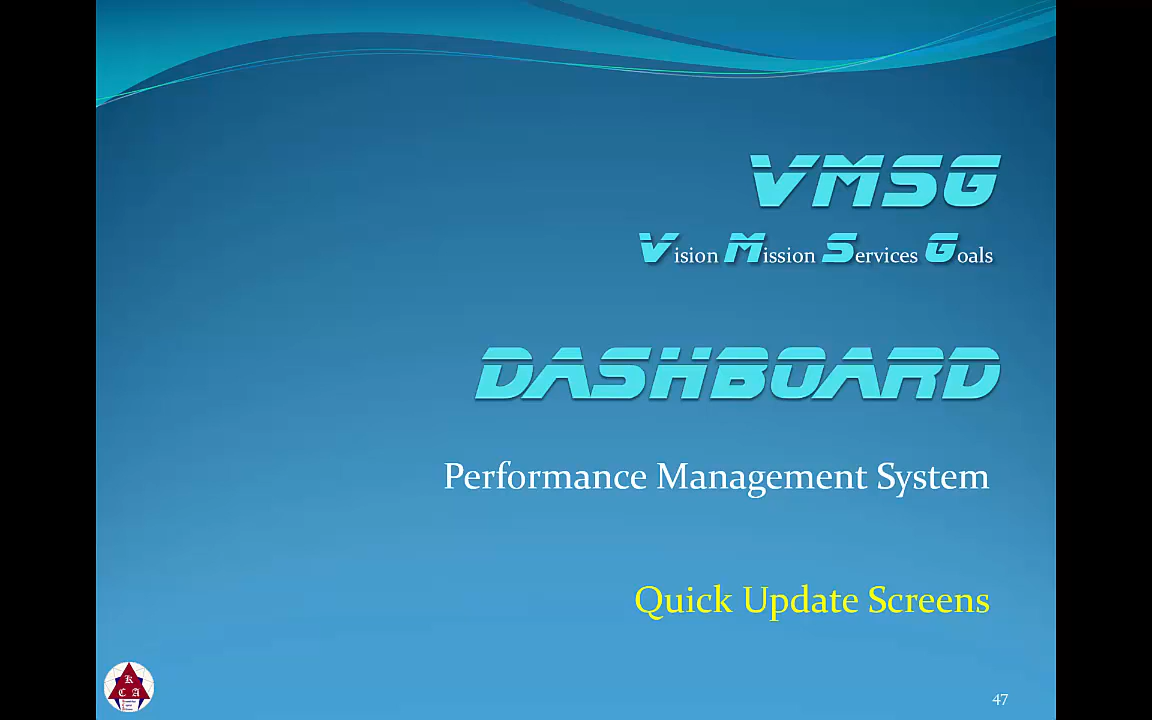 VMSG
Vision Mission Services Goals
DASHBOARD
Performance Management System
Quick Update Screens
K
C A
47